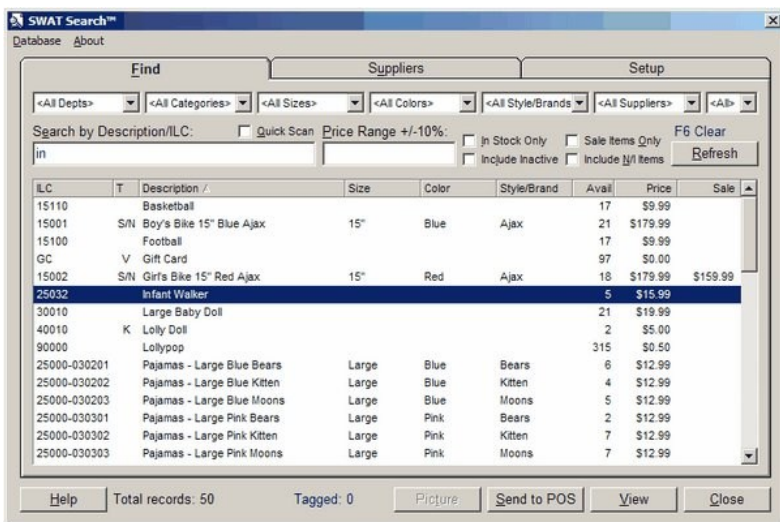 SWAT Search™
Database About
Find Suppliers Setup
<All Depts> <All Categories> <All Sizes> <All Colors> <All Style/Brands <All Suppliers> <All>
Search by Description/ILC: Quick Scan Price Range +/-10%: In Stock Only Sale Items Only F6 Clear
in Include Inactive Include N/I Items Refresh
ILC T Description Size Color Style/Brand Avail Price Sale
15110 Basketball 17 $9.99
15001 S/N Boy's Bike 15" Blue Ajax 15" Blue Ajax 21 $179.99
15100 Football 17 $9.99
GC V Gift Card 97 $0.00
15002 S/N Girl's Bike 15" Red Ajax 15" Red Ajax 18 $179.99 $159.99
25032 Infant Walker 5 $15.99
30010 Large Baby Doll 21 $19.99
40010 K Lolly Doll 2 $5.00
90000 Lollypop 315 $0.50
25000-030201 Pajamas - Large Blue Bears Large Blue Bears 6 $12.99
25000-030202 Pajamas - Large Blue Kitten Large Blue Kitten 4 $12.99
25000-030203 Pajamas - Large Blue Moons Large Blue Moons 5 $12.99
25000-030301 Pajamas - Large Pink Bears Large Pink Bears 2 $12.99
25000-030302 Pajamas - Large Pink Kitten Large Pink Kitten 7 $12.99
25000-030303 Pajamas - Large Pink Moons Large Pink Moons 7 $12.99
Help Total records: 50 Tagged: 0 Picture Send to POS View Close